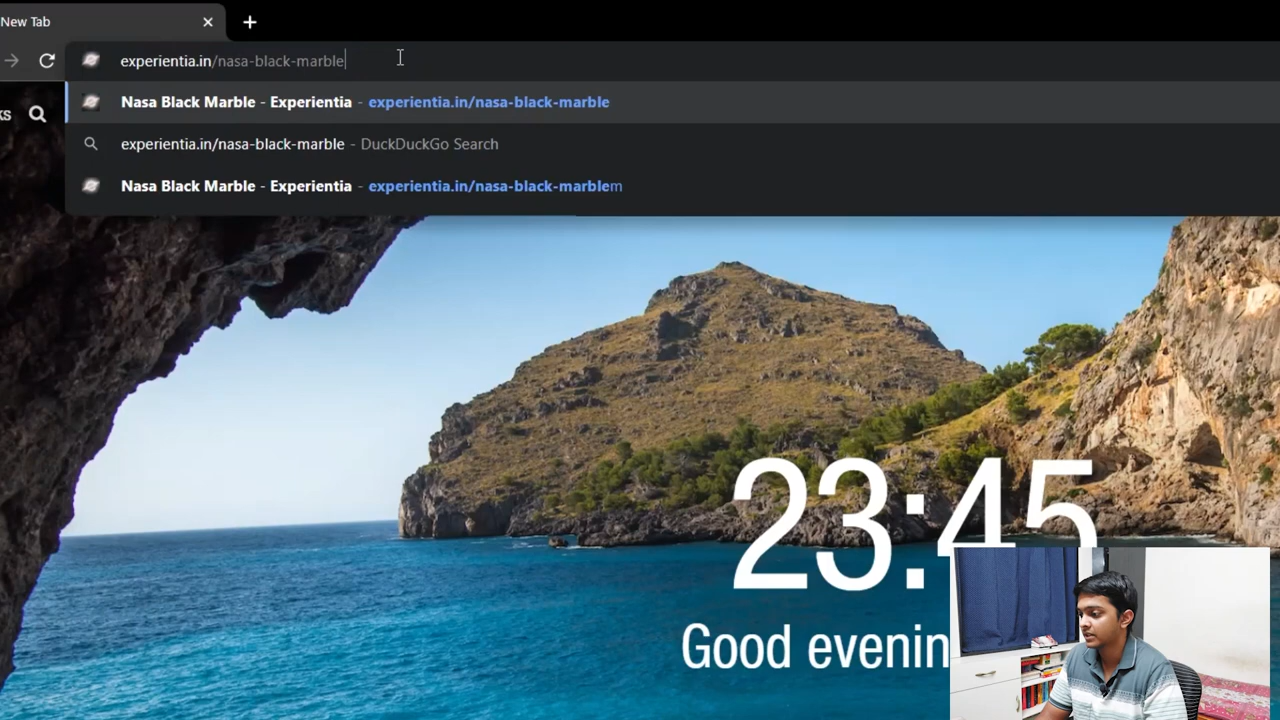 New Tab
experientia.in/nasa-black-marble
Nasa Black Marble - Experientia - experientia.in/nasa-black-marble
experientia.in/nasa-black-marble - DuckDuckGo Search
Nasa Black Marble - Experientia - experientia.in/nasa-black-marblem
ks
23:45
Good evenin